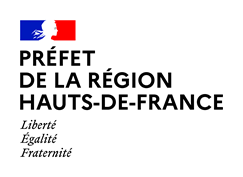 PRÉFET
DE LA RÉGION
HAUTS-DE-FRANCE
Liberté
Égalité
Fraternité